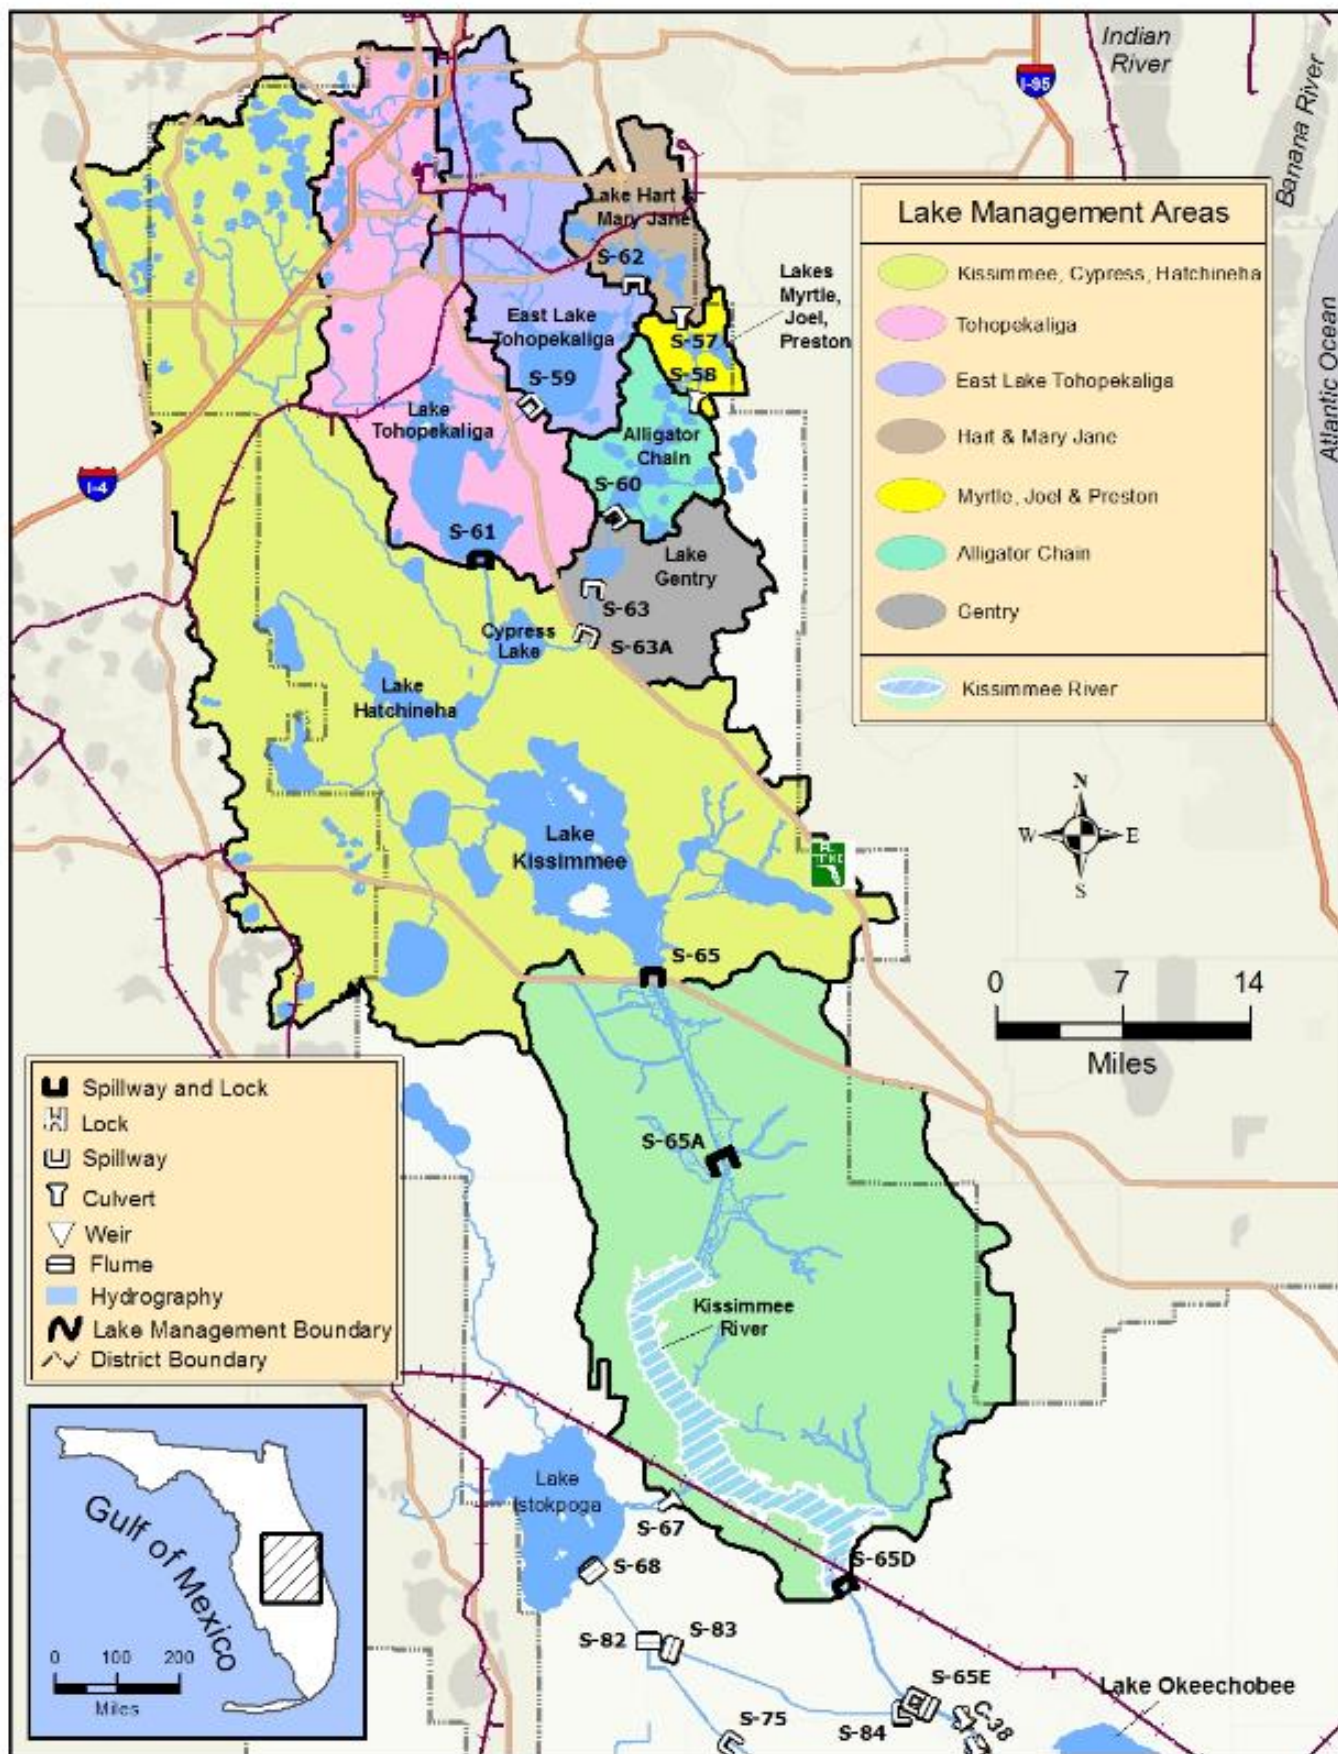 Indian
River
I-95
Banana River
Lake Hart &
Mary Jane
S-62
Lakes
Myrtle,
Joel,
Preston
East Lake
Tohopekaliga
S-57
S-58
S-59
Lake
Tohopekaliga
Alligator
Chain
S-60
I-4
S-61
Lake
Gentry
S-63
Cypress
Lake
S-63A
Lake
Hatchineha
Lake
Kissimmee
S-65
S-65A
Kissimmee
River
Lake
Istokpoga
S-67
S-68
S-65D
S-82
S-83
S-65E
S-84
C-38
S-75
Lake Okeechobee
Atlantic Ocean
Lake Management Areas
Kissimmee, Cypress, Hatchineha
Tohopekaliga
East Lake Tohopekaliga
Hart & Mary Jane
Myrtle, Joel & Preston
Alligator Chain
Gentry
Kissimmee River
N
W E
S
0 7 14
Miles
Spillway and Lock
Lock
Spillway
Culvert
Weir
Flume
Hydrography
Lake Management Boundary
District Boundary
Gulf of Mexico
0 100 200
Miles